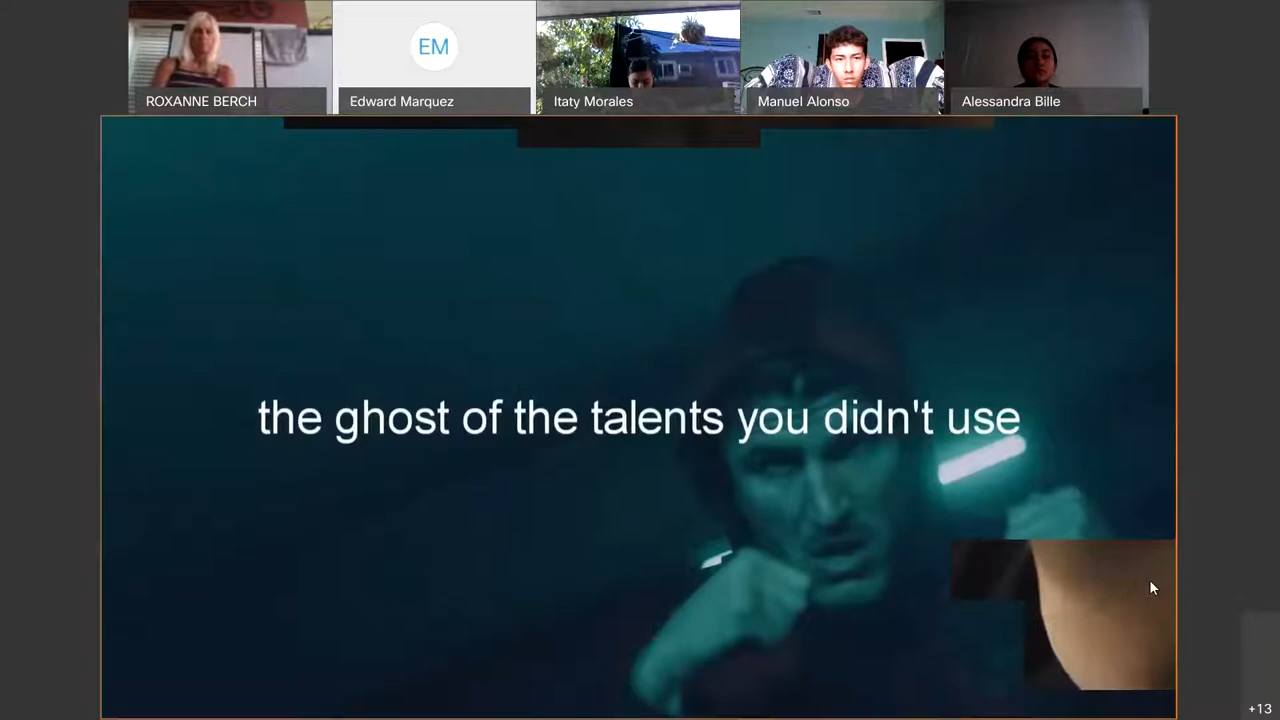 ROXANNE BERCH
EM
Edward Marquez
Itaty Morales
Manuel Alonso
Alessandra Bille
the ghost of the talents you didn't use
+13